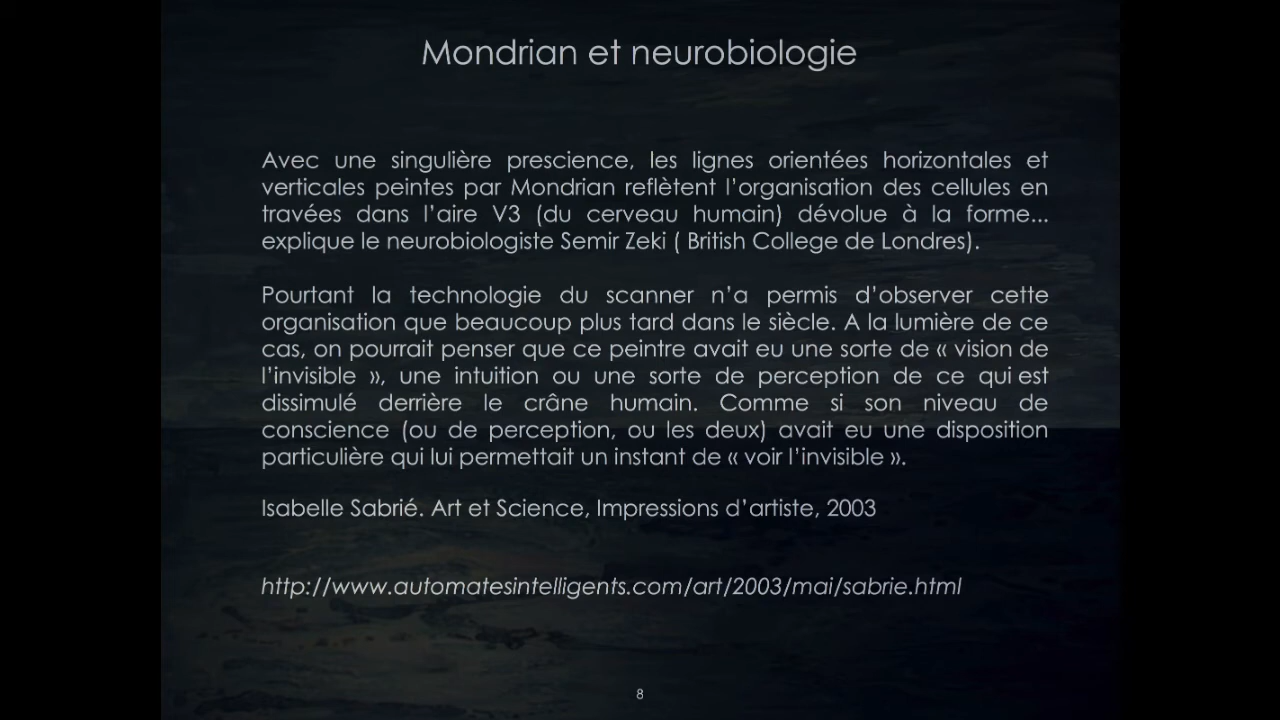 Mondrian et neurobiologie
Avec une singulière prescience, les lignes orientées horizontales et
verticales peintes par Mondrian reflètent l’organisation des cellules en
travées dans l’aire V3 (du cerveau humain) dévolue à la forme...
explique le neurobiologiste Semir Zeki ( British College de Londres).
Pourtant la technologie du scanner n’a permis d’observer cette
organisation que beaucoup plus tard dans le siècle. A la lumière de ce
cas, on pourrait penser que ce peintre avait eu une sorte de « vision de
l’invisible », une intuition ou une sorte de perception de ce qui est
dissimulé derrière le crâne humain. Comme si son niveau de
conscience (ou de perception, ou les deux) avait eu une disposition
particulière qui lui permettait un instant de « voir l’invisible ».
Isabelle Sabrié. Art et Science, Impressions d’artiste, 2003
http://www.automatesintelligents.com/art/2003/mai/sabrie.html
8